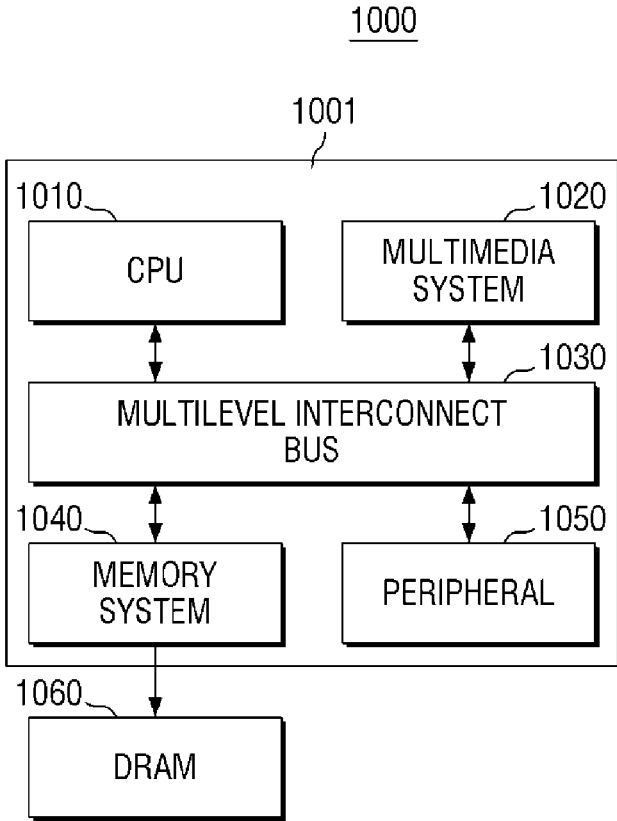 1000
1001
1010
1020
CPU
MULTIMEDIA
SYSTEM
1030
MULTILEVEL INTERCONNECT
BUS
1040
1050
MEMORY
SYSTEM
PERIPHERAL
1060
DRAM